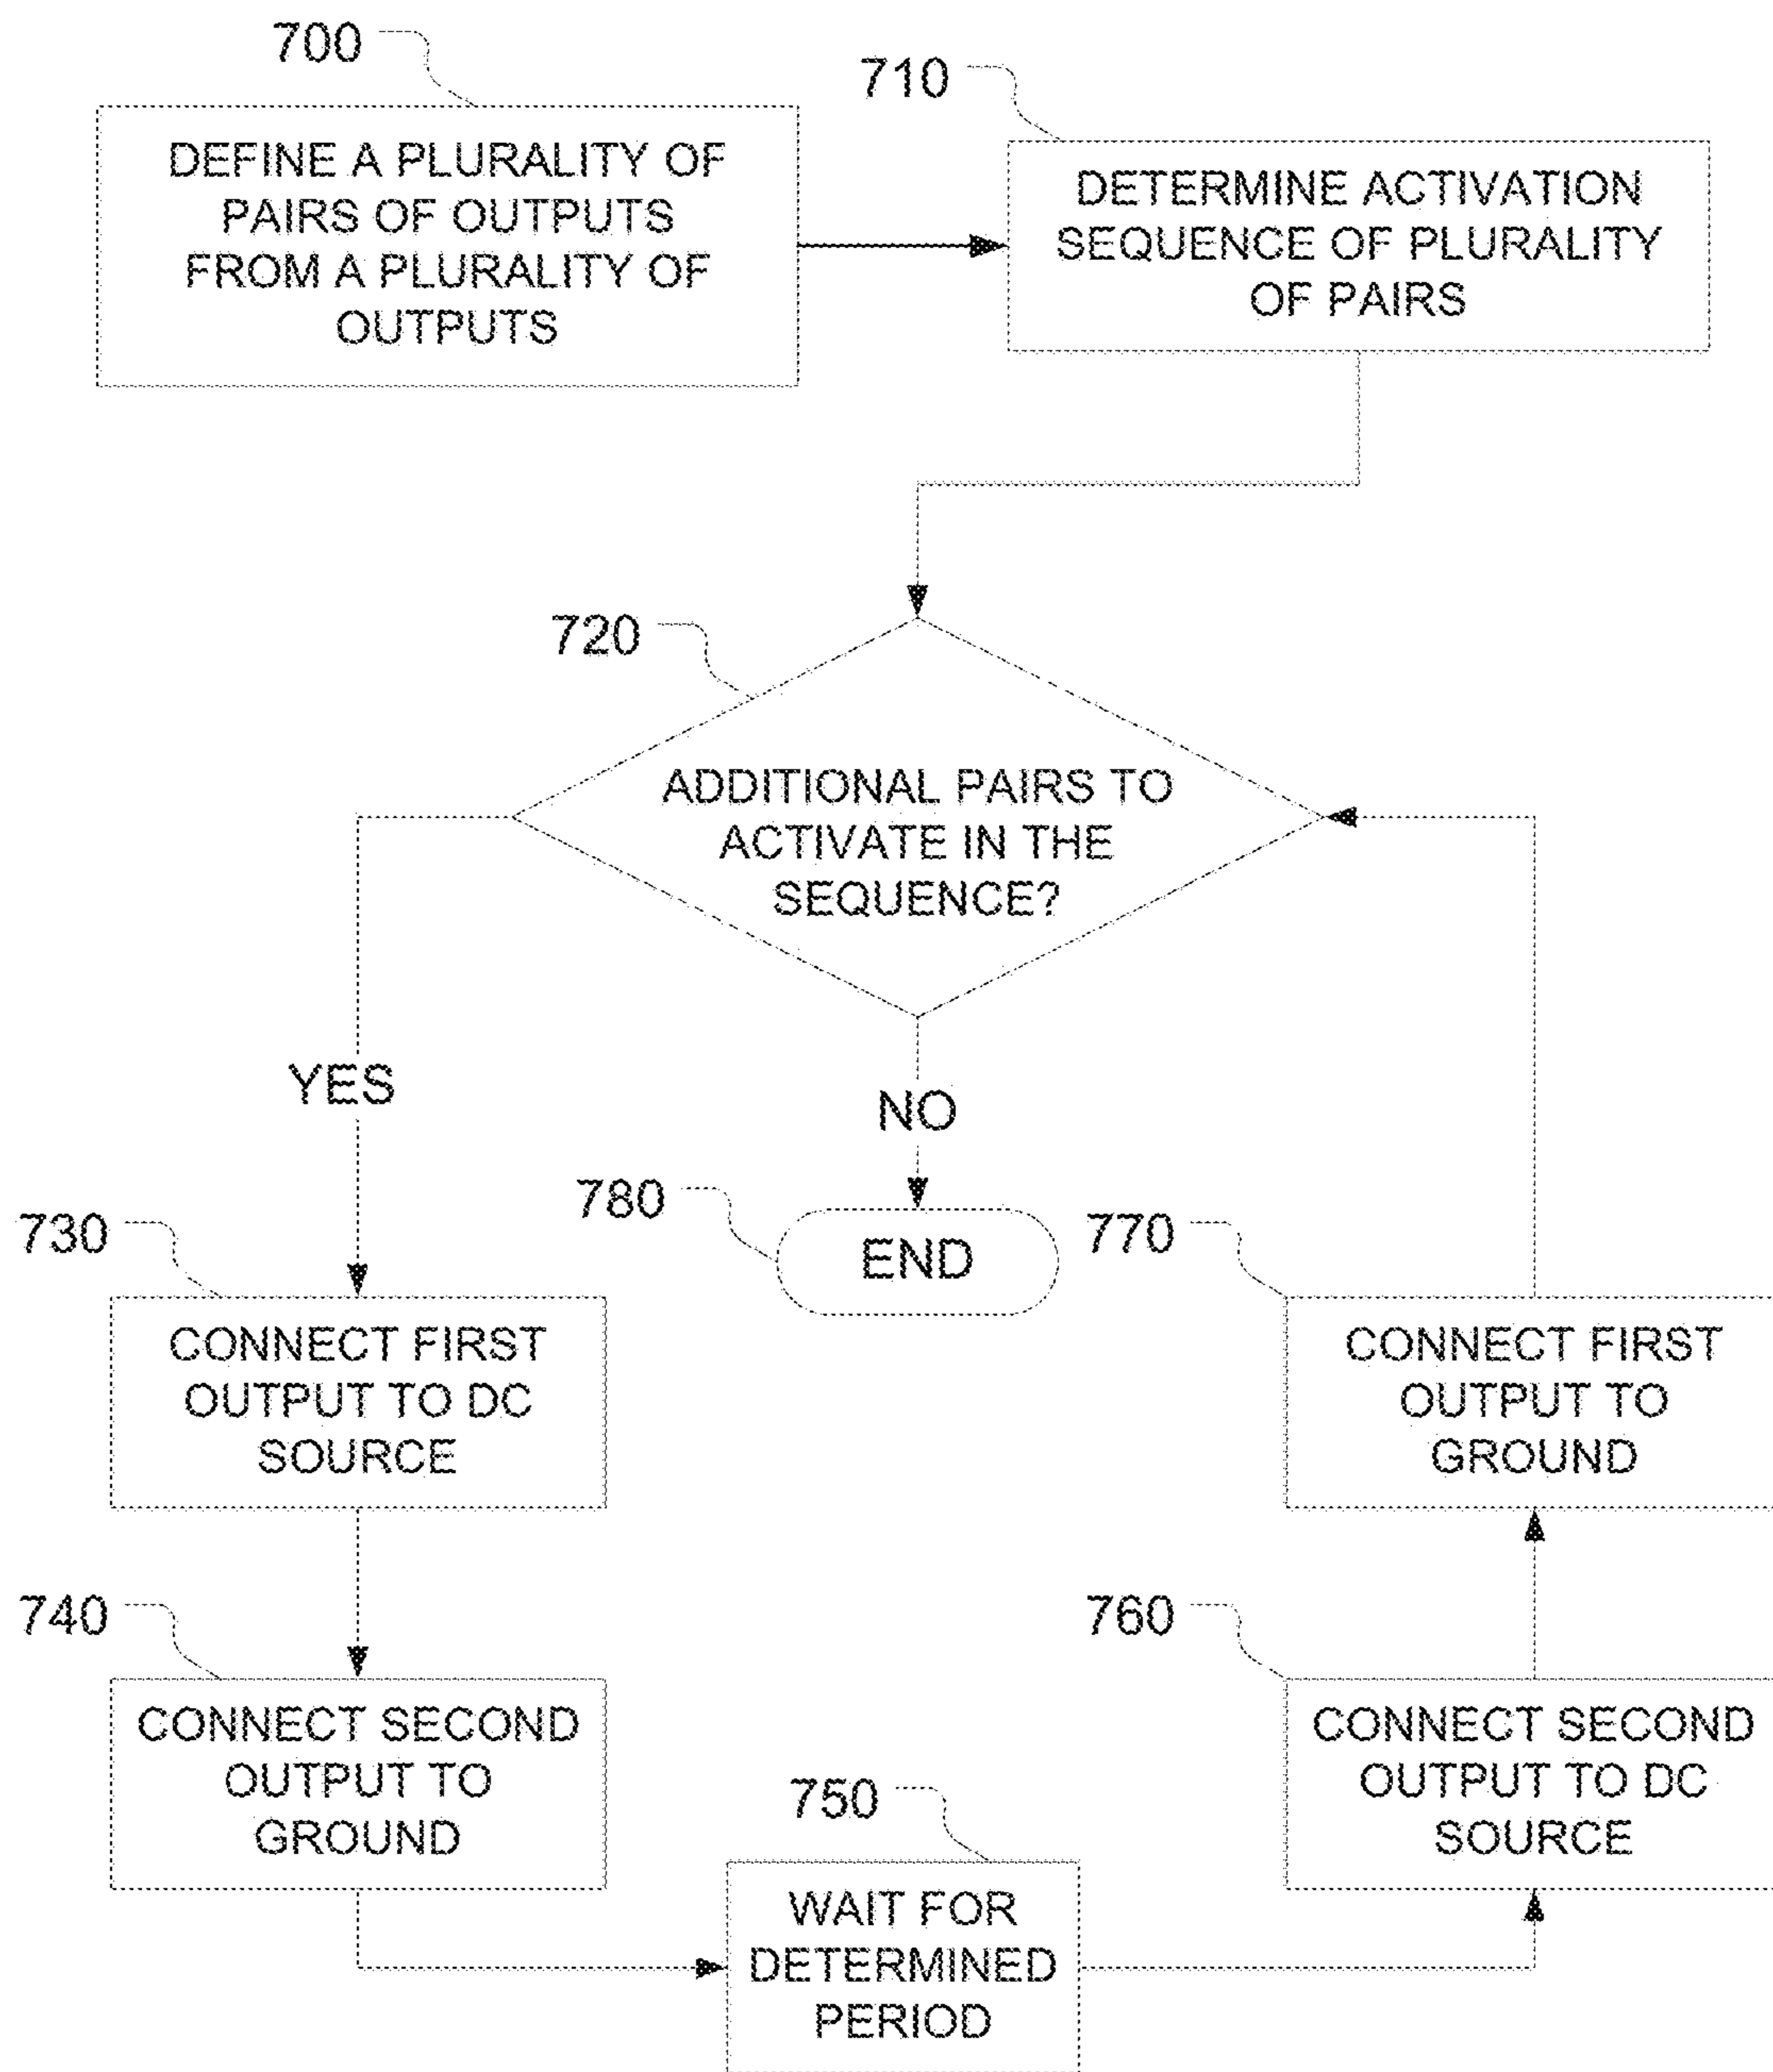 700
DEFINE A PLURALITY OF
PAIRS OF OUTPUTS
FROM A PLURALITY OF
OUTPUTS
710
DETERMINE ACTIVATION
SEQUENCE OF PLURALITY
OF PAIRS
720
ADDITIONAL PAIRS TO
ACTIVATE IN THE
SEQUENCE?
YES
NO
730
CONNECT FIRST
OUTPUT TO DC
SOURCE
780
END
770
CONNECT FIRST
OUTPUT TO
GROUND
740
CONNECT SECOND
OUTPUT TO
GROUND
750
WAIT FOR
DETERMINED
PERIOD
760
CONNECT SECOND
OUTPUT TO DC
SOURCE